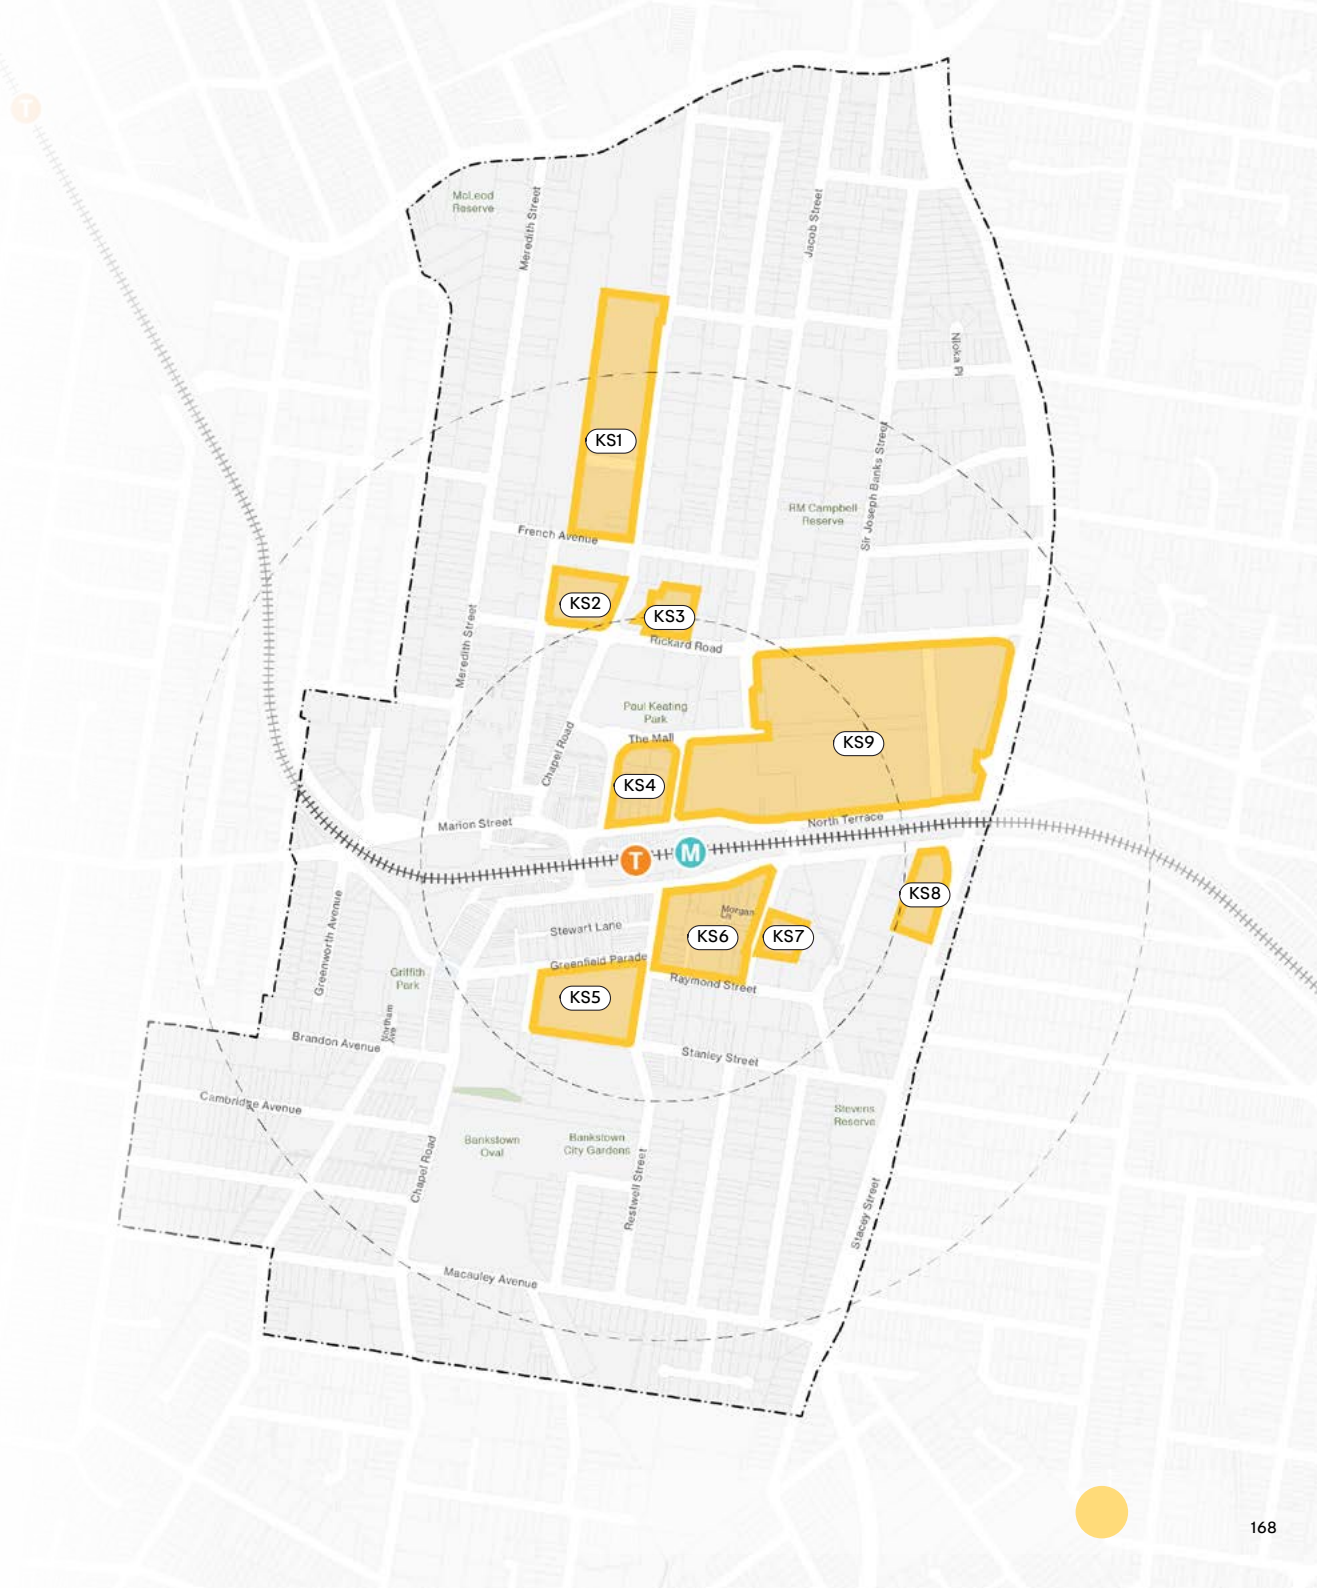 T
McLeod
Reserve
Meredith Street
Jacob Street
Nioka Pl
KS1
Sir Joseph Banks Street
RM Campbell
Reserve
French Avenue
KS2
KS3
Meredith Street
Rickard Road
Paul Keating
Park
The Mall
Chapel Road
KS9
KS4
Marion Street
North Terrace
T
M
KS8
Greenworth Avenue
Stewart Lane
Morgan
Ln
KS6
KS7
Greenfield Parade
Griffith
Park
Raymond Street
KS5
Northam
Ave
Brandon Avenue
Stanley Street
Cambridge Avenue
Stevens
Reserve
Chapel Road
Bankstown
Oval
Bankstown
City Gardens
Restwell Street
Stacey Street
Macauley Avenue
168